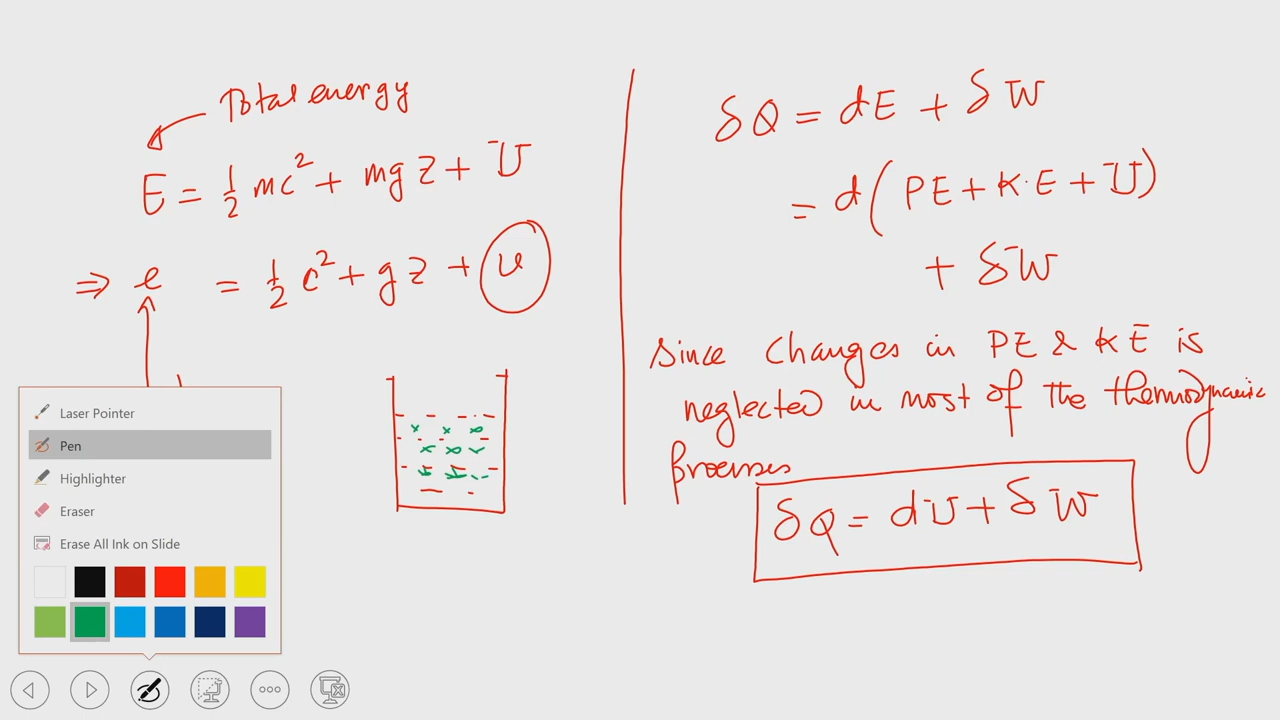 Total energy
E = 1/2 mc² + mgz + U
⇒ e = 1/2 c² + gz + u
δQ = dE + δW
= d(PE + K.E + U)
+ δW
Since Changes in PE & KE is
neglected in most of the thermodynamic
processes
δQ = dU + δW
Laser Pointer
Pen
Highlighter
Eraser
Erase All Ink on Slide